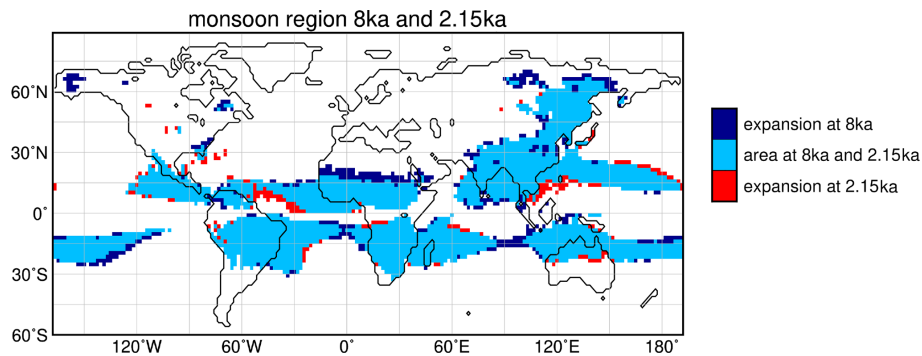 monsoon region 8ka and 2.15ka
60˚N
30˚N
0˚
30˚S
60˚S
120˚W
60˚W
0˚
60˚E
120˚E
180˚
expansion at 8ka
area at 8ka and 2.15ka
expansion at 2.15ka